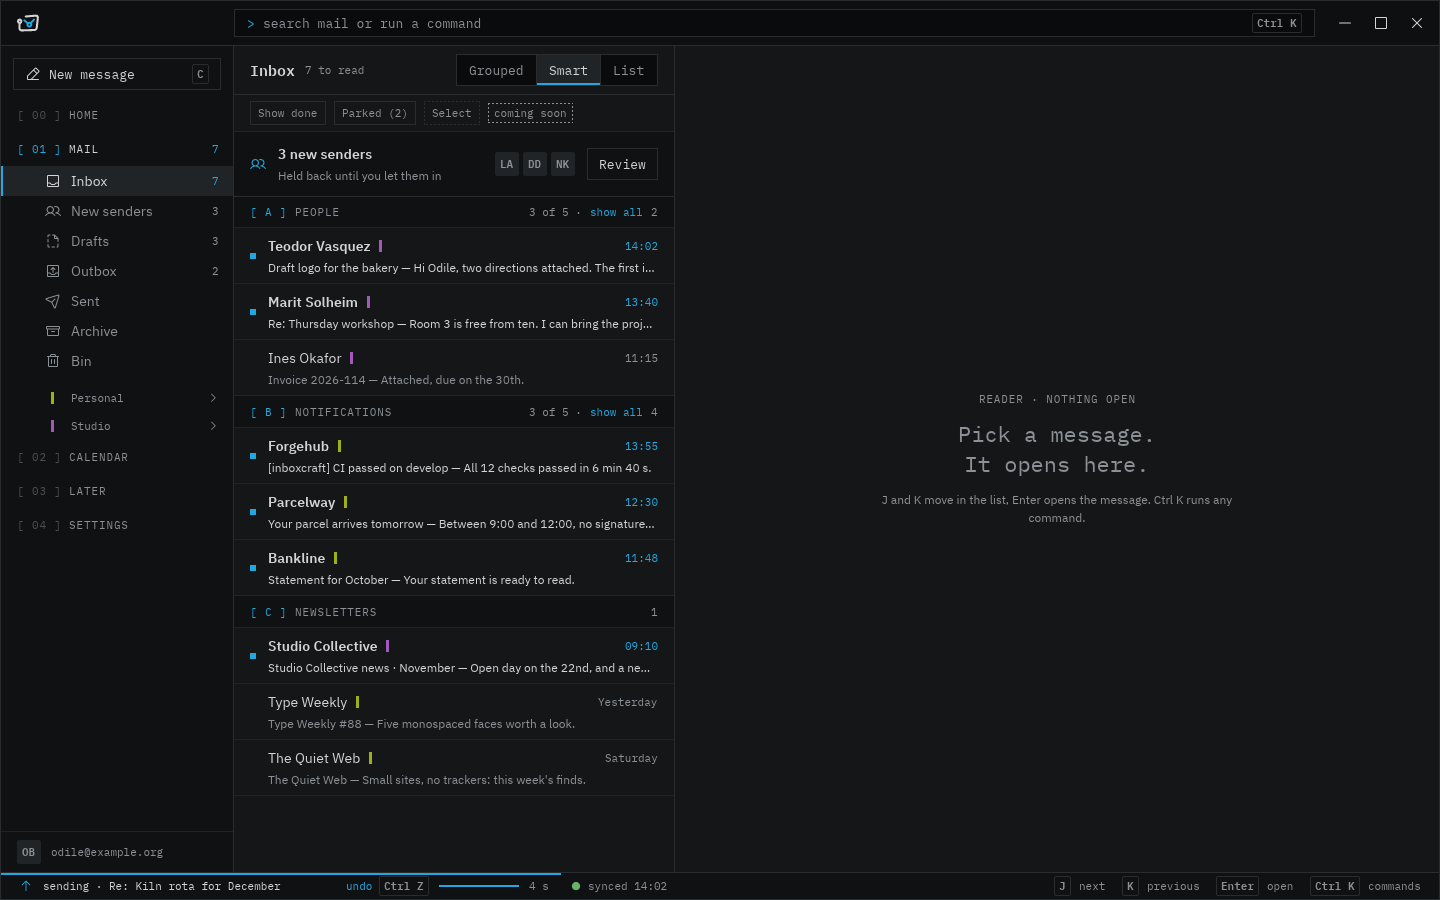 > search mail or run a command Ctrl K
New message C
[ 00 ] HOME
[ 01 ] MAIL 7
Inbox 7
New senders 3
Drafts 3
Outbox 2
Sent
Archive
Bin
Personal
Studio
[ 02 ] CALENDAR
[ 03 ] LATER
[ 04 ] SETTINGS
OB odile@example.org
Inbox 7 to read Grouped Smart List
Show done Parked (2) Select coming soon
3 new senders
Held back until you let them in
LA DD NK Review
[ A ] PEOPLE 3 of 5 · show all 2
Teodor Vasquez 14:02
Draft logo for the bakery — Hi Odile, two directions attached. The first i…
Marit Solheim 13:40
Re: Thursday workshop — Room 3 is free from ten. I can bring the proj…
Ines Okafor 11:15
Invoice 2026-114 — Attached, due on the 30th.
[ B ] NOTIFICATIONS 3 of 5 · show all 4
Forgehub 13:55
[inboxcraft] CI passed on develop — All 12 checks passed in 6 min 40 s.
Parcelway 12:30
Your parcel arrives tomorrow — Between 9:00 and 12:00, no signature…
Bankline 11:48
Statement for October — Your statement is ready to read.
[ C ] NEWSLETTERS 1
Studio Collective 09:10
Studio Collective news · November — Open day on the 22nd, and a ne…
Type Weekly Yesterday
Type Weekly #88 — Five monospaced faces worth a look.
The Quiet Web Saturday
The Quiet Web — Small sites, no trackers: this week's finds.
READER · NOTHING OPEN
Pick a message.
It opens here.
J and K move in the list, Enter opens the message. Ctrl K runs any
command.
sending · Re: Kiln rota for December undo Ctrl Z 4 s synced 14:02 J next K previous Enter open Ctrl K commands